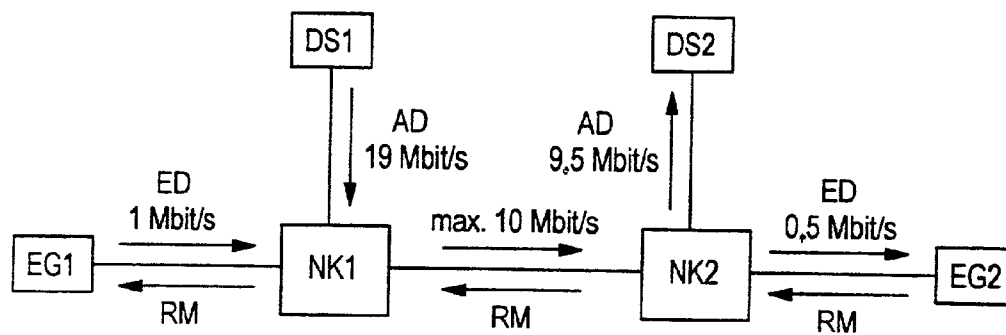 DS1
DS2
AD
19 Mbit/s
AD
9,5 Mbit/s
ED
1 Mbit/s
max. 10 Mbit/s
ED
0,5 Mbit/s
EG1
NK1
NK2
EG2
RM
RM
RM